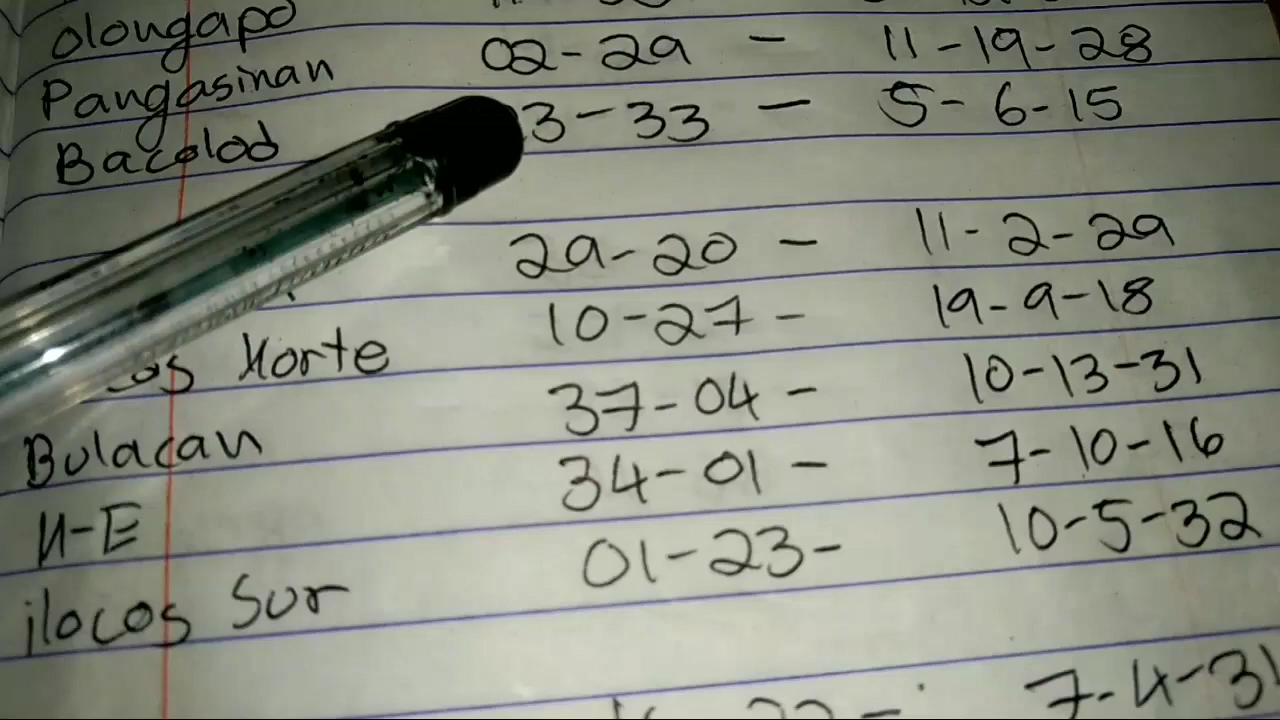 Olongapo
Pangasinan 02-29 - 11-19-28
Bacolod 3-33 - 5-6-15
29-20 - 11-2-29
Norte 10-27 - 19-9-18
Bulacan 37-04 - 10-13-31
N-E 34-01 - 7-10-16
ilocos Sur 01-23- 10-5-32
7-4-31